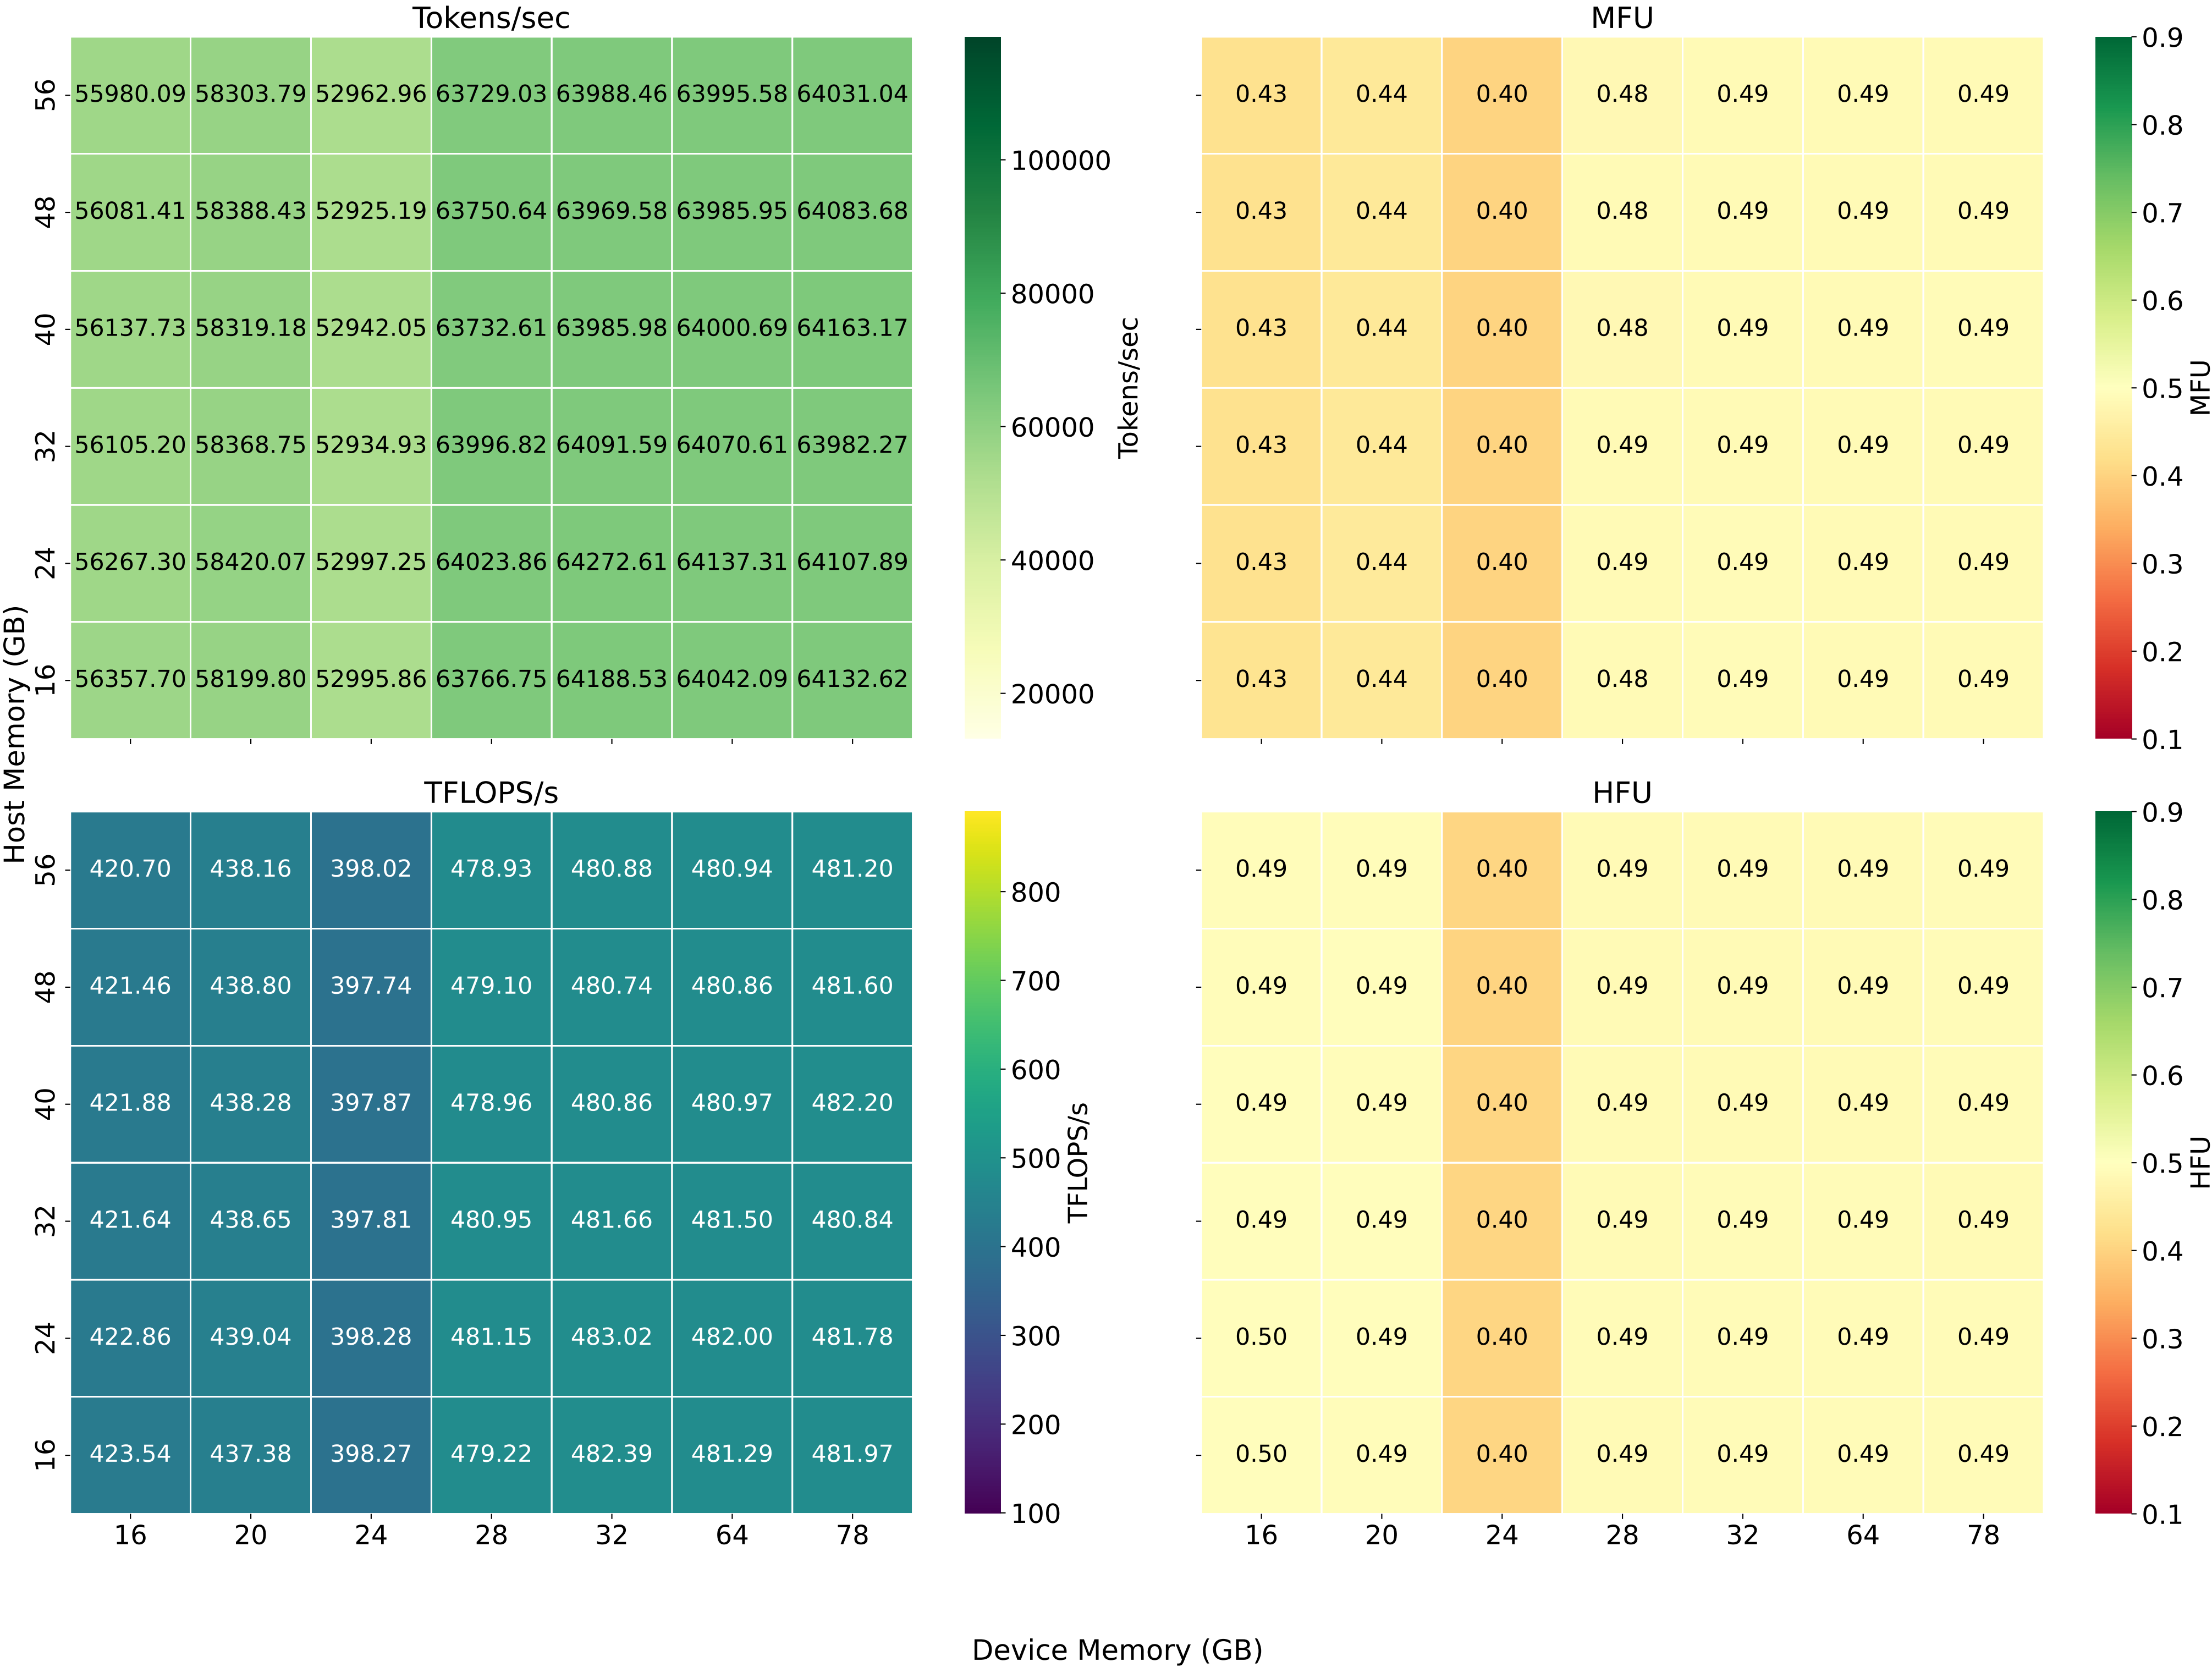 Tokens/sec
56 55980.09 58303.79 52962.96 63729.03 63988.46 63995.58 64031.04
48 56081.41 58388.43 52925.19 63750.64 63969.58 63985.95 64083.68
40 56137.73 58319.18 52942.05 63732.61 63985.98 64000.69 64163.17
32 56105.20 58368.75 52934.93 63996.82 64091.59 64070.61 63982.27
24 56267.30 58420.07 52997.25 64023.86 64272.61 64137.31 64107.89
16 56357.70 58199.80 52995.86 63766.75 64188.53 64042.09 64132.62
100000
80000
60000
40000
20000
Tokens/sec
MFU
0.43 0.44 0.40 0.48 0.49 0.49 0.49
0.43 0.44 0.40 0.48 0.49 0.49 0.49
0.43 0.44 0.40 0.48 0.49 0.49 0.49
0.43 0.44 0.40 0.49 0.49 0.49 0.49
0.43 0.44 0.40 0.49 0.49 0.49 0.49
0.43 0.44 0.40 0.48 0.49 0.49 0.49
0.9
0.8
0.7
0.6
0.5
0.4
0.3
0.2
0.1
MFU
Host Memory (GB)
TFLOPS/s
56 420.70 438.16 398.02 478.93 480.88 480.94 481.20
48 421.46 438.80 397.74 479.10 480.74 480.86 481.60
40 421.88 438.28 397.87 478.96 480.86 480.97 482.20
32 421.64 438.65 397.81 480.95 481.66 481.50 480.84
24 422.86 439.04 398.28 481.15 483.02 482.00 481.78
16 423.54 437.38 398.27 479.22 482.39 481.29 481.97
16 20 24 28 32 64 78
800
700
600
500
400
300
200
100
TFLOPS/s
HFU
0.49 0.49 0.40 0.49 0.49 0.49 0.49
0.49 0.49 0.40 0.49 0.49 0.49 0.49
0.49 0.49 0.40 0.49 0.49 0.49 0.49
0.49 0.49 0.40 0.49 0.49 0.49 0.49
0.50 0.49 0.40 0.49 0.49 0.49 0.49
0.50 0.49 0.40 0.49 0.49 0.49 0.49
16 20 24 28 32 64 78
0.9
0.8
0.7
0.6
0.5
0.4
0.3
0.2
0.1
HFU
Device Memory (GB)